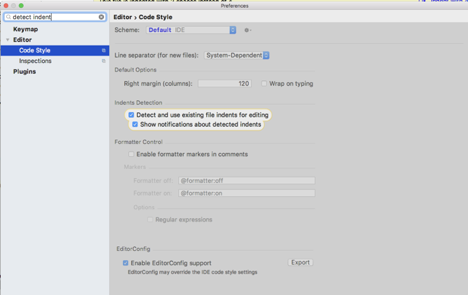 Preferences
detect indent
Keymap
Editor
Code Style
Inspections
Plugins
Editor › Code Style
Scheme: Default IDE
Line separator (for new files): System-Dependent
Default Options
Right margin (columns): 120 Wrap on typing
Indents Detection
Detect and use existing file indents for editing
Show notifications about detected indents
Formatter Control
Enable formatter markers in comments
Markers
Formatter off: @formatter:off
Formatter on: @formatter:on
Options
Regular expressions
EditorConfig
Enable EditorConfig support Export
EditorConfig may override the IDE code style settings